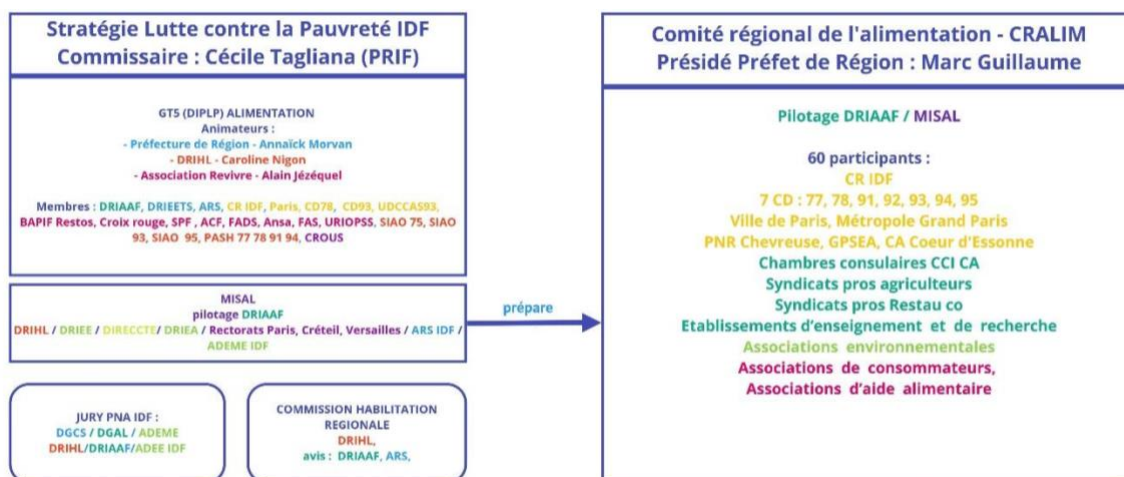 Stratégie Lutte contre la Pauvreté IDF
Commissaire : Cécile Tagliana (PRIF)
GT5 (DIPLP) ALIMENTATION
Animateurs :
- Préfecture de Région - Annaïck Morvan
- DRIHL - Caroline Nigon
- Association Revivre - Alain Jézéquel
Membres : DRIAAF, DRIEETS, ARS, CR IDF, Paris, CD78, CD93, UDCCAS93,
BAPIF Restos, Croix rouge, SPF , ACF, FADS, Ansa, FAS, URIOPSS, SIAO 75, SIAO
93, SIAO 95, PASH 77 78 91 94, CROUS
MISAL
pilotage DRIAAF
DRIHL / DRIEE / DIRECCTE/ DRIEA / Rectorats Paris, Créteil, Versailles / ARS IDF /
ADEME IDF
JURY PNA IDF :
DGCS / DGAL / ADEME
DRIHL/DRIAAF/ADEE IDF
COMMISSION HABILITATION
REGIONALE
DRIHL,
avis : DRIAAF, ARS,
prépare
Comité régional de l'alimentation - CRALIM
Présidé Préfet de Région : Marc Guillaume
Pilotage DRIAAF / MISAL
60 participants :
CR IDF
7 CD : 77, 78, 91, 92, 93, 94, 95
Ville de Paris, Métropole Grand Paris
PNR Chevreuse, GPSEA, CA Coeur d'Essonne
Chambres consulaires CCI CA
Syndicats pros agriculteurs
Syndicats pros Restau co
Etablissements d'enseignement et de recherche
Associations environnementales
Associations de consommateurs,
Associations d'aide alimentaire